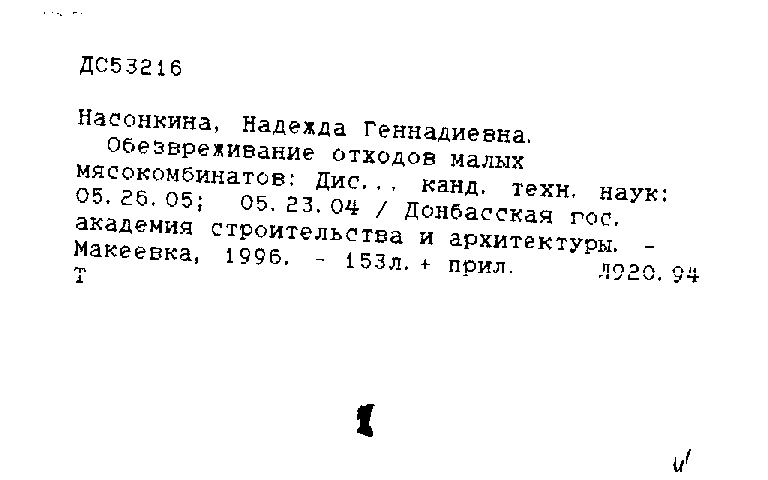 ДС53216
Насонкина, Надежда Геннадиевна.
Обезвреживание отходов малых
мясокомбинатов: Дис... канд. техн. наук:
05.26.05; 05.23.04 / Донбасская гос.
академия строительства и архитектуры. -
Макеевка, 1996. - 153л.+ прил. Л920.94
Т